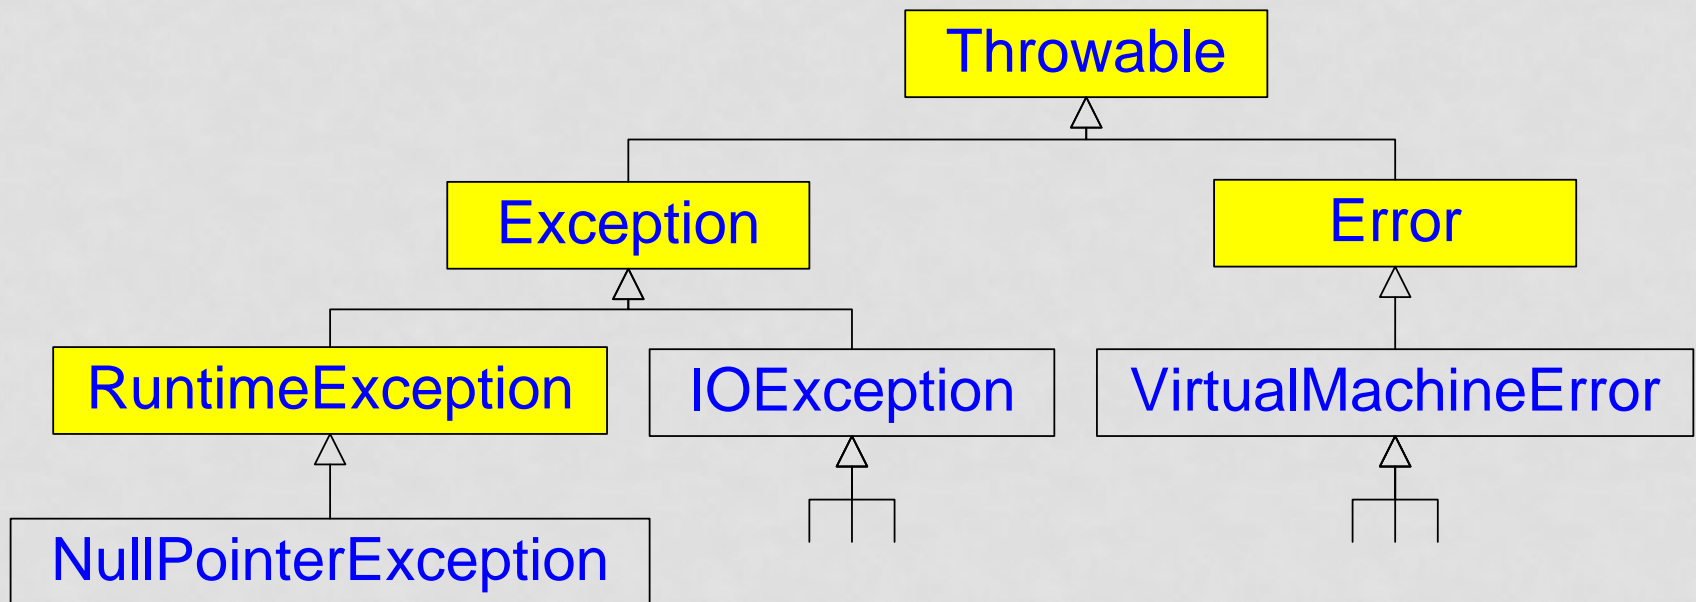 Throwable
Exception
Error
RuntimeException
IOException
VirtualMachineError
NullPointerException